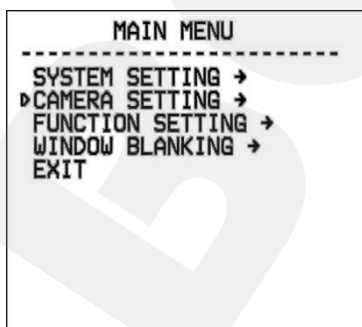 MAIN MENU
SYSTEM SETTING →
CAMERA SETTING →
FUNCTION SETTING →
WINDOW BLANKING →
EXIT